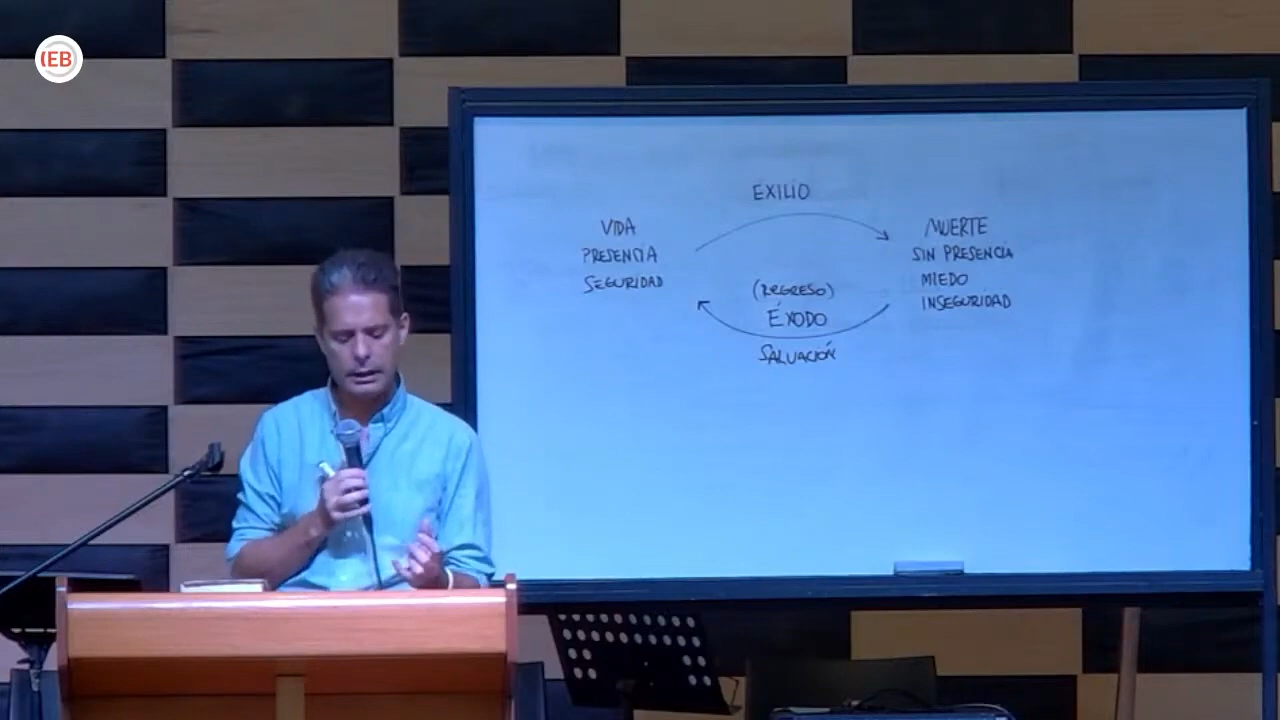 IEB
EXILIO
VIDA
PRESENCIA
SEGURIDAD
MUERTE
SIN PRESENCIA
MIEDO
INSEGURIDAD
(REGRESO)
ÉXODO
SALVACIÓN